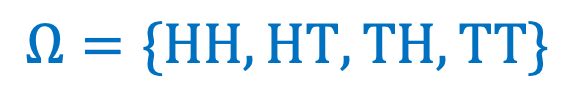 Ω = {HH, HT, TH, TT}